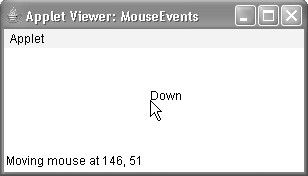 Applet Viewer: MouseEvents
Applet
Down
Moving mouse at 146, 51